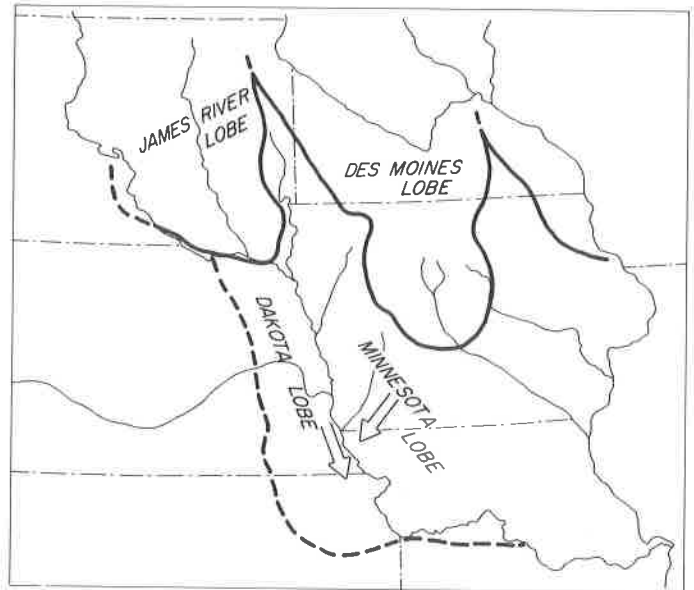 JAMES RIVER
LOBE
DES MOINES
LOBE
DAKOTA LOBE
MINNESOTA LOBE